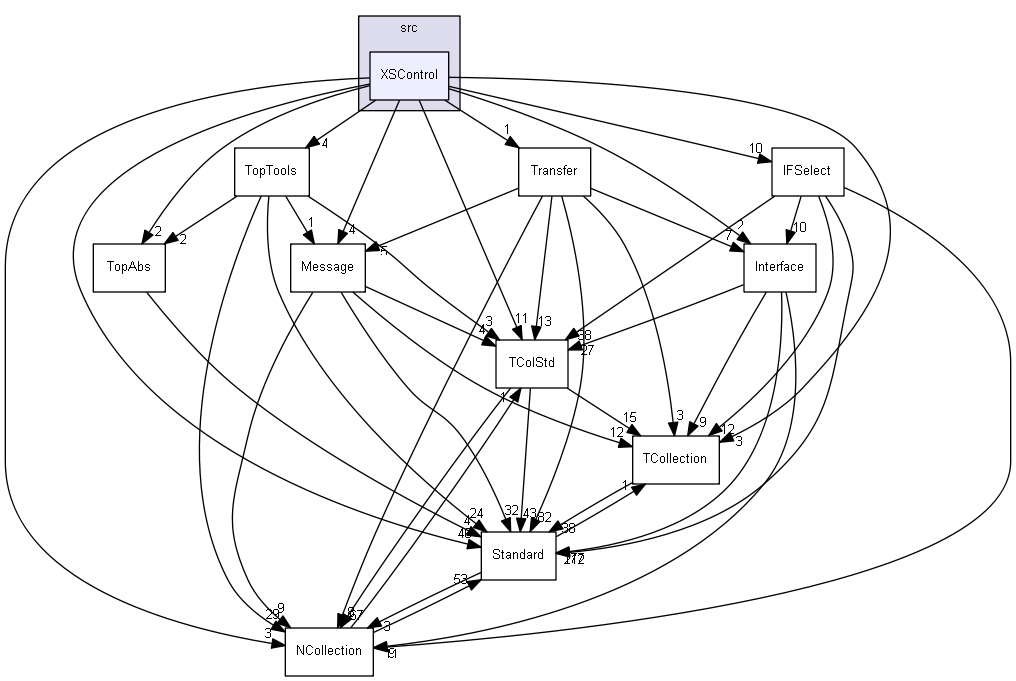 src
XSControl
1
4
10
TopTools
Transfer
IFSelect
1
2
4
2
7
10
2
5
TopAbs
Message
Interface
3
4
11
13
38
27
TColStd
1
15
12
3
9
12
3
TCollection
1
24
4
32
43
38
Standard
53
9
29
3
3
NCollection